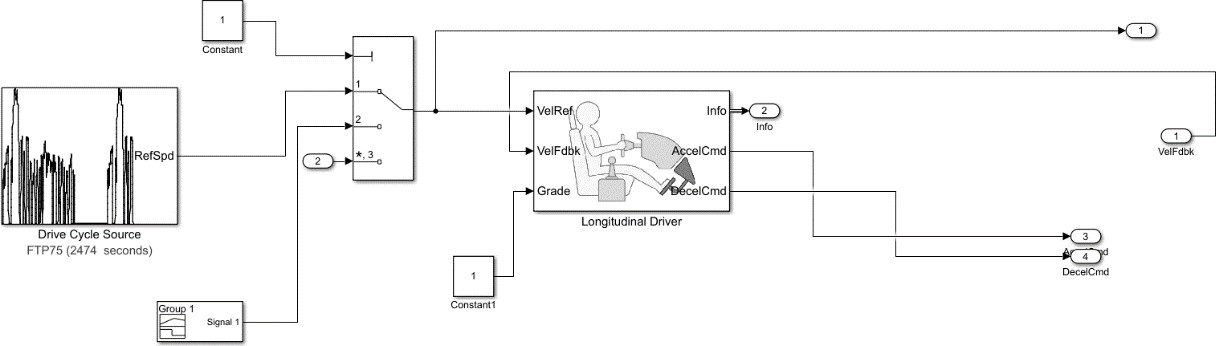 1
Constant
1
RefSpd
Drive Cycle Source
FTP75 (2474 seconds)
1
2
*, 3
2
Group 1
Signal 1
VelRef
VelFdbk
Grade
Info
AccelCmd
DecelCmd
Longitudinal Driver
1
Constant1
2
Info
1
VelFdbk
3
4
DecelCmd